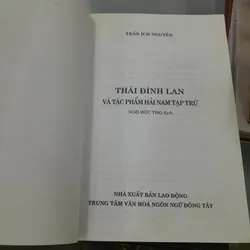 TRẦN ÍCH NGUYÊN
THÁI ĐÌNH LAN
VÀ TÁC PHẨM HẢI NAM TẠP TRỨ
NGÔ ĐỨC THỌ dịch
NHÀ XUẤT BẢN LAO ĐỘNG
TRUNG TÂM VĂN HOÁ NGÔN NGỮ ĐÔNG TÂY